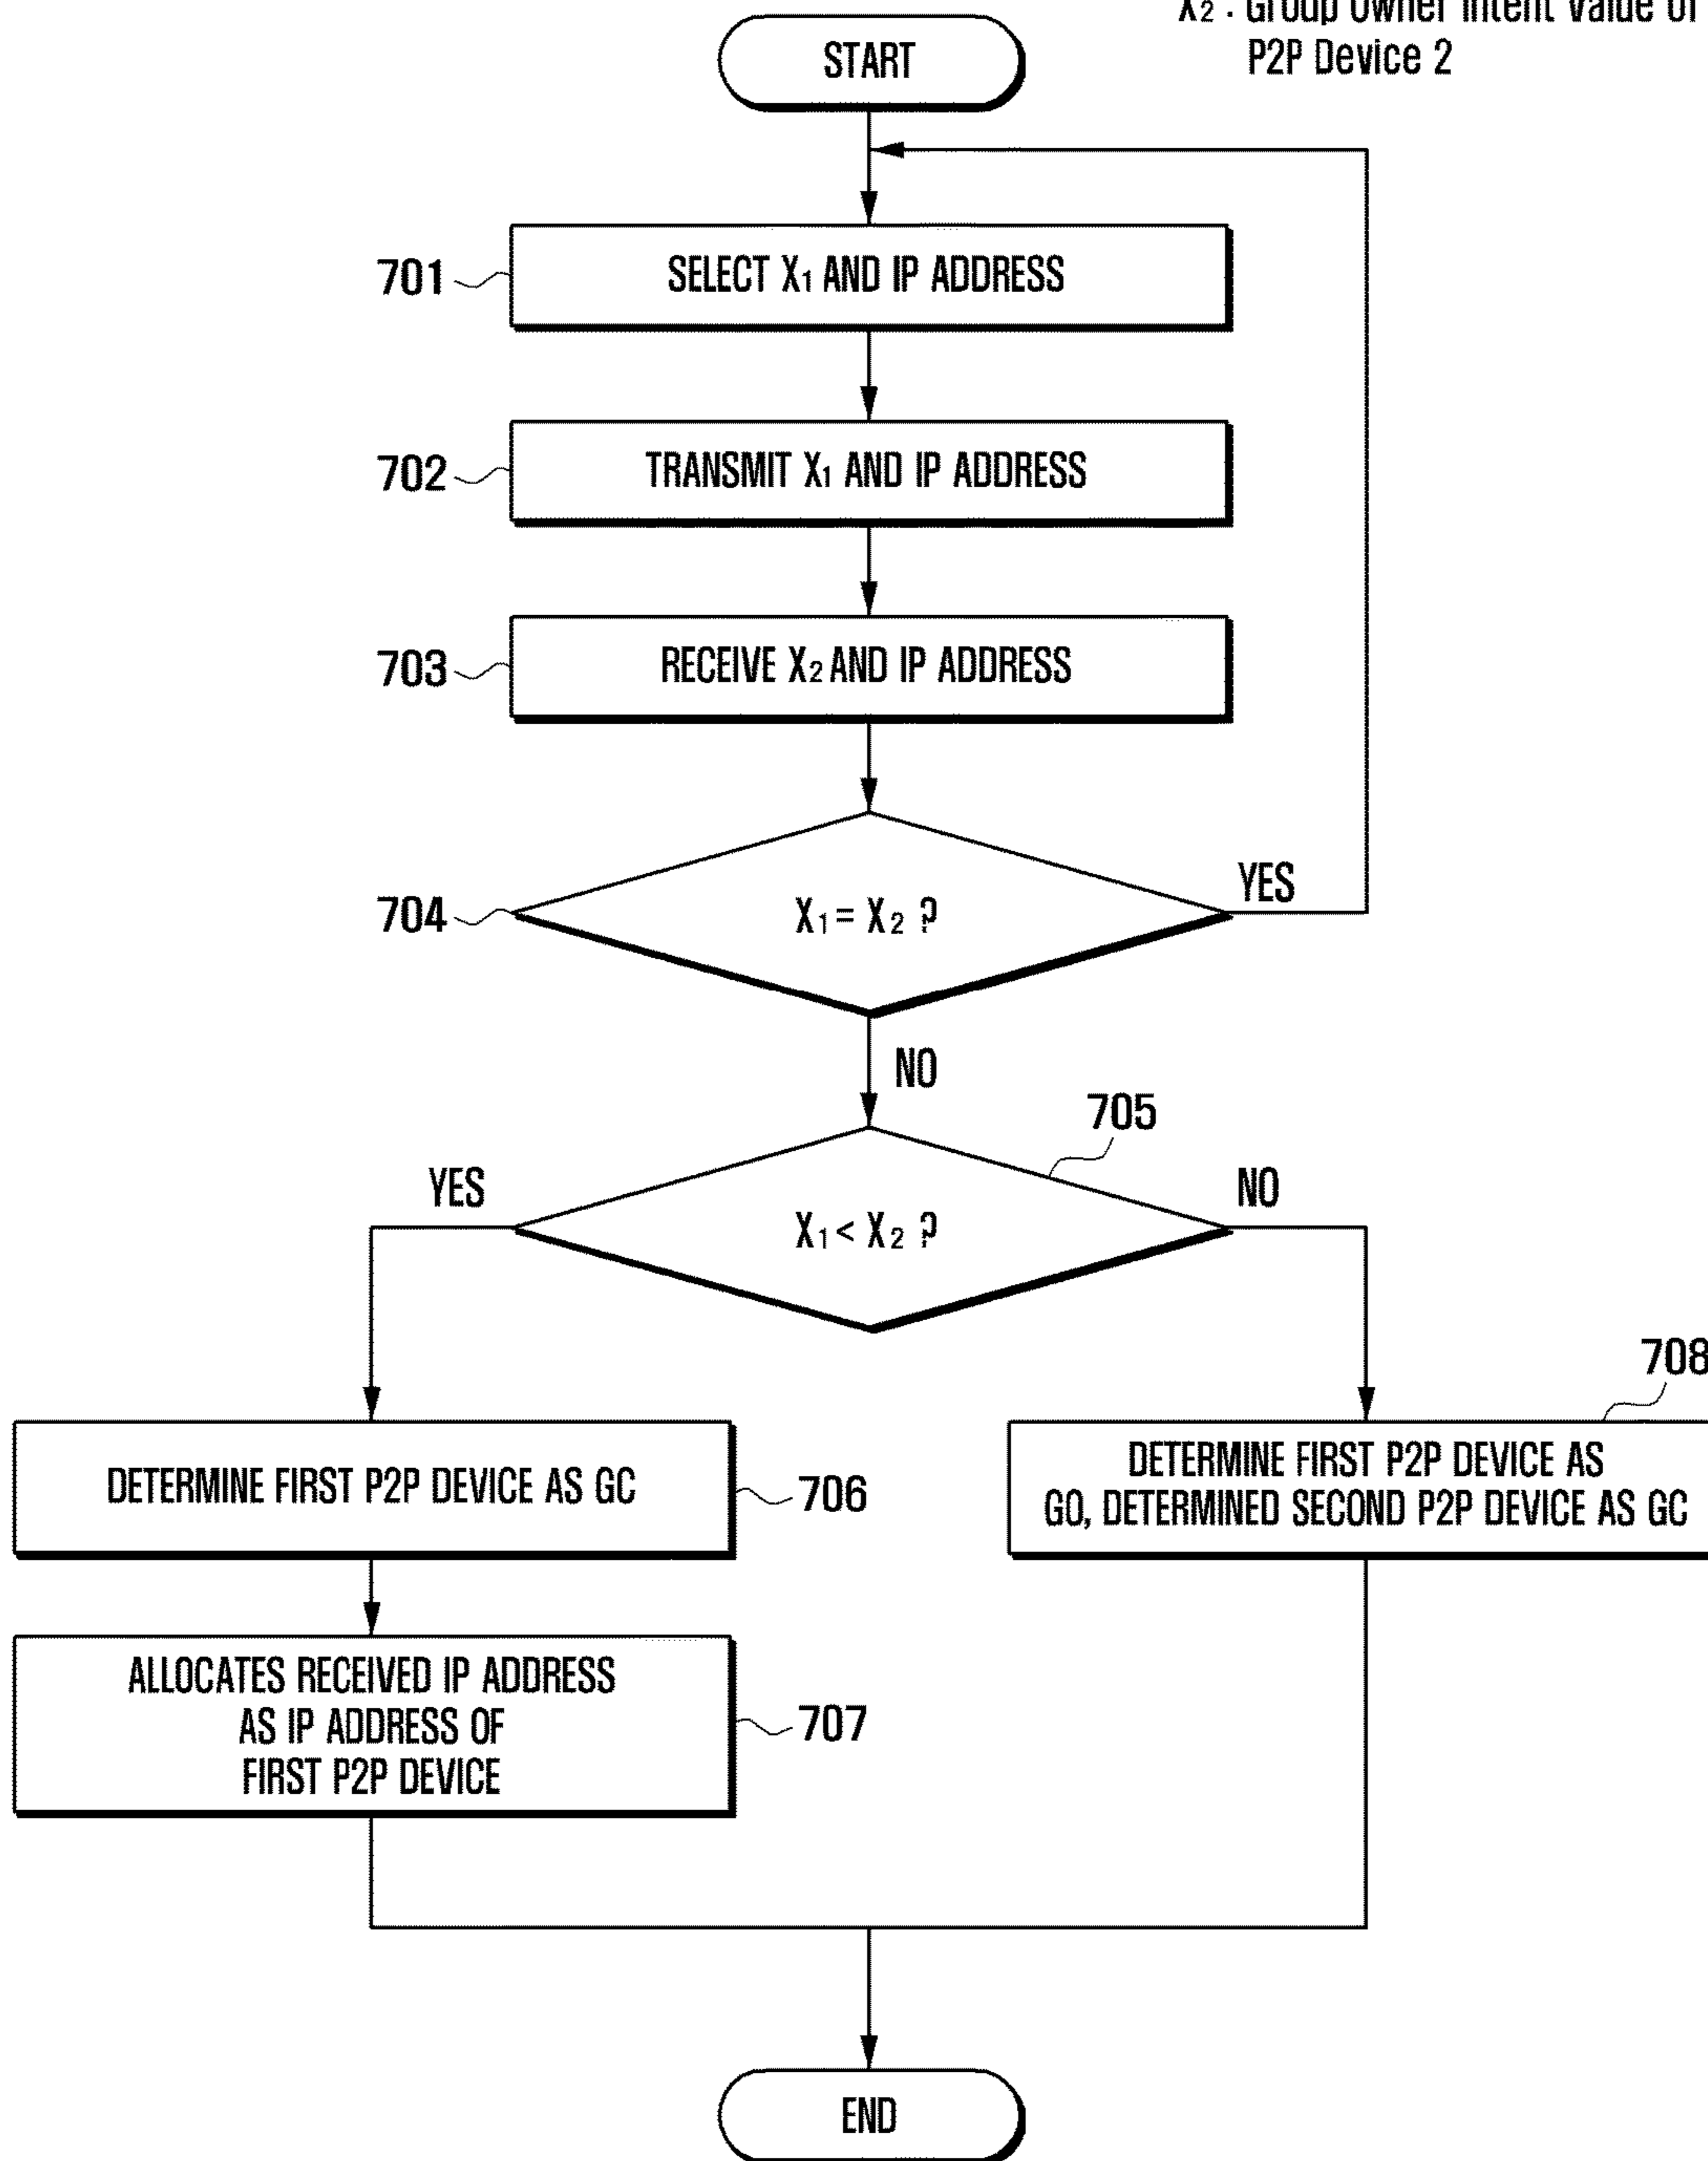 X2 : Group Owner Intent Value of
P2P Device 2
START
701
SELECT X1 AND IP ADDRESS
702
TRANSMIT X1 AND IP ADDRESS
703
RECEIVE X2 AND IP ADDRESS
704
X1 = X2 ?
YES
NO
705
YES
X1 < X2 ?
NO
708
DETERMINE FIRST P2P DEVICE AS GC
706
DETERMINE FIRST P2P DEVICE AS
GO, DETERMINED SECOND P2P DEVICE AS GC
ALLOCATES RECEIVED IP ADDRESS
AS IP ADDRESS OF
FIRST P2P DEVICE
707
END